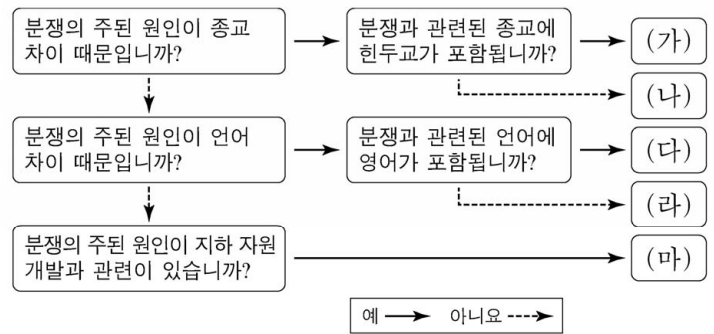 분쟁의 주된 원인이 종교
차이 때문입니까?
분쟁과 관련된 종교에
힌두교가 포함됩니까?
(가)
(나)
분쟁의 주된 원인이 언어
차이 때문입니까?
분쟁과 관련된 언어에
영어가 포함됩니까?
(다)
(라)
분쟁의 주된 원인이 지하 자원
개발과 관련이 있습니까?
(마)
예 아니요